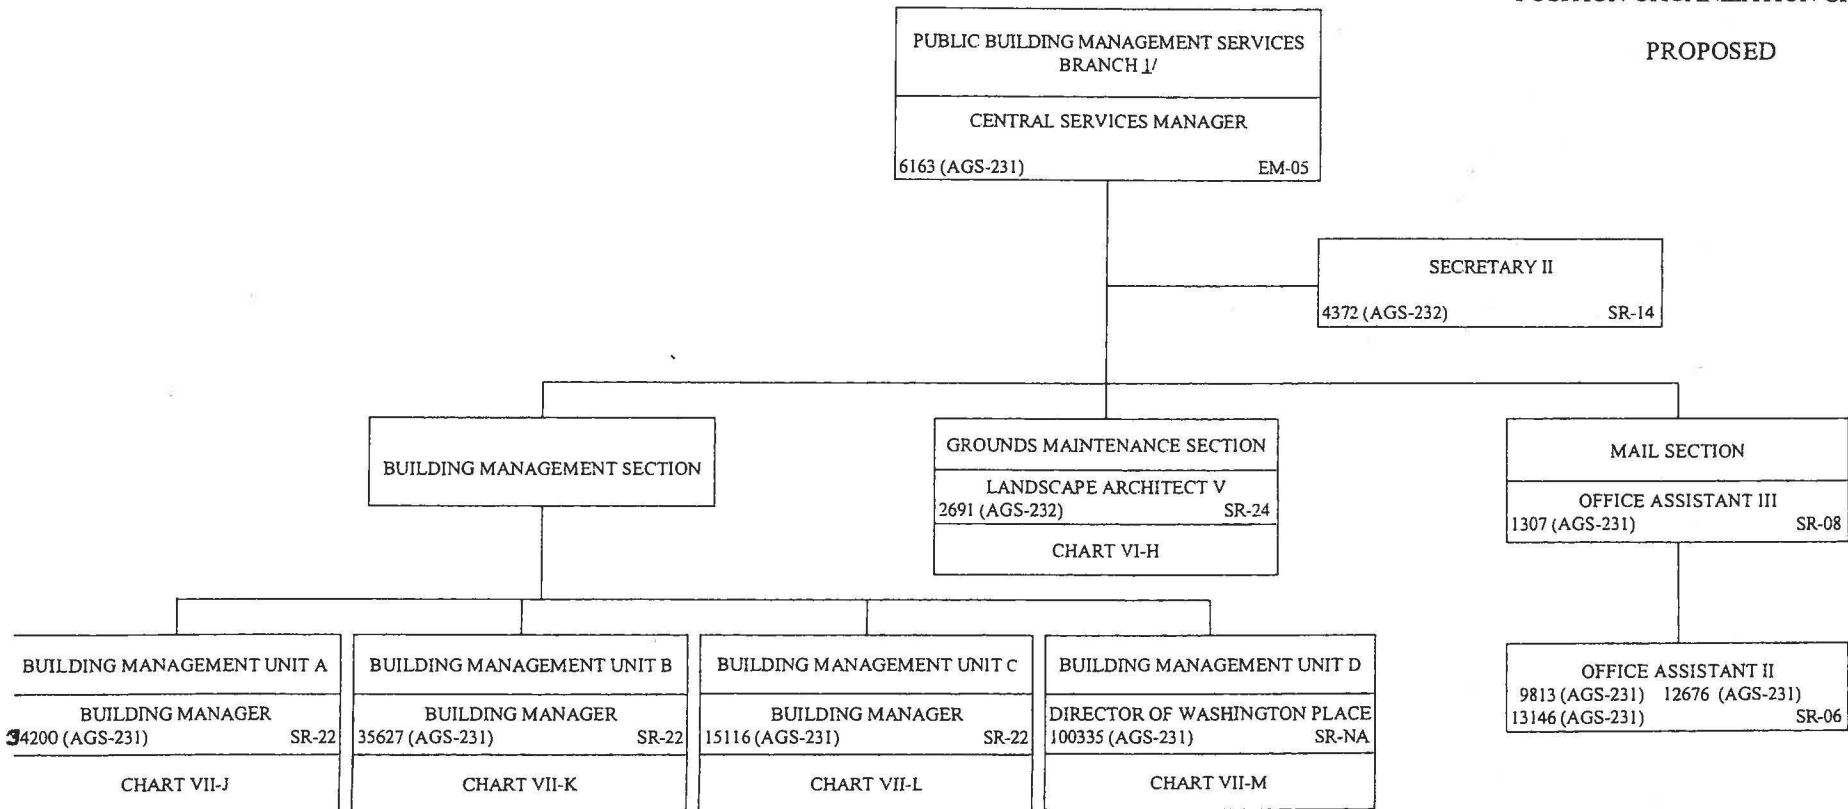 PROPOSED
PUBLIC BUILDING MANAGEMENT SERVICES
BRANCH 1/
CENTRAL SERVICES MANAGER
6163 (AGS-231) EM-05
SECRETARY II
4372 (AGS-232) SR-14
BUILDING MANAGEMENT SECTION
GROUNDS MAINTENANCE SECTION
LANDSCAPE ARCHITECT V
2691 (AGS-232) SR-24
CHART VI-H
MAIL SECTION
OFFICE ASSISTANT III
1307 (AGS-231) SR-08
BUILDING MANAGEMENT UNIT A
BUILDING MANAGER
34200 (AGS-231) SR-22
CHART VII-J
BUILDING MANAGEMENT UNIT B
BUILDING MANAGER
35627 (AGS-231) SR-22
CHART VII-K
BUILDING MANAGEMENT UNIT C
BUILDING MANAGER
15116 (AGS-231) SR-22
CHART VII-L
BUILDING MANAGEMENT UNIT D
DIRECTOR OF WASHINGTON PLACE
100335 (AGS-231) SR-NA
CHART VII-M
OFFICE ASSISTANT II
9813 (AGS-231) 12676 (AGS-231)
13146 (AGS-231) SR-06